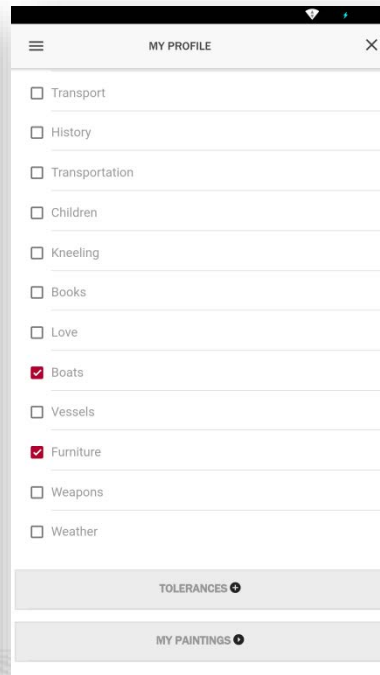 MY PROFILE
Transport
History
Transportation
Children
Kneeling
Books
Love
Boats
Vessels
Furniture
Weapons
Weather
TOLERANCES
MY PAINTINGS